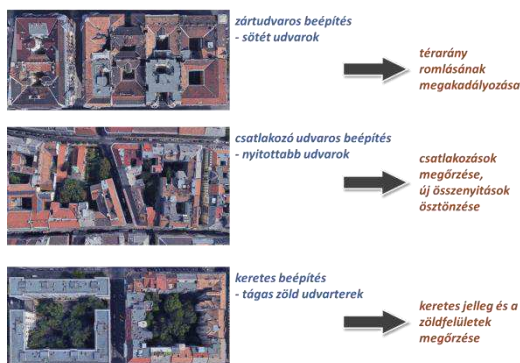 zártudvaros beépítés
- sötét udvarok
térarány
romlásának
megakadályozása
csatlakozó udvaros beépítés
- nyitottabb udvarok
csatlakozások
megőrzése,
új összenyitások
ösztönzése
keretes beépítés
- tágas zöld udvarterek
keretes jelleg és a
zöldfelületek
megőrzése